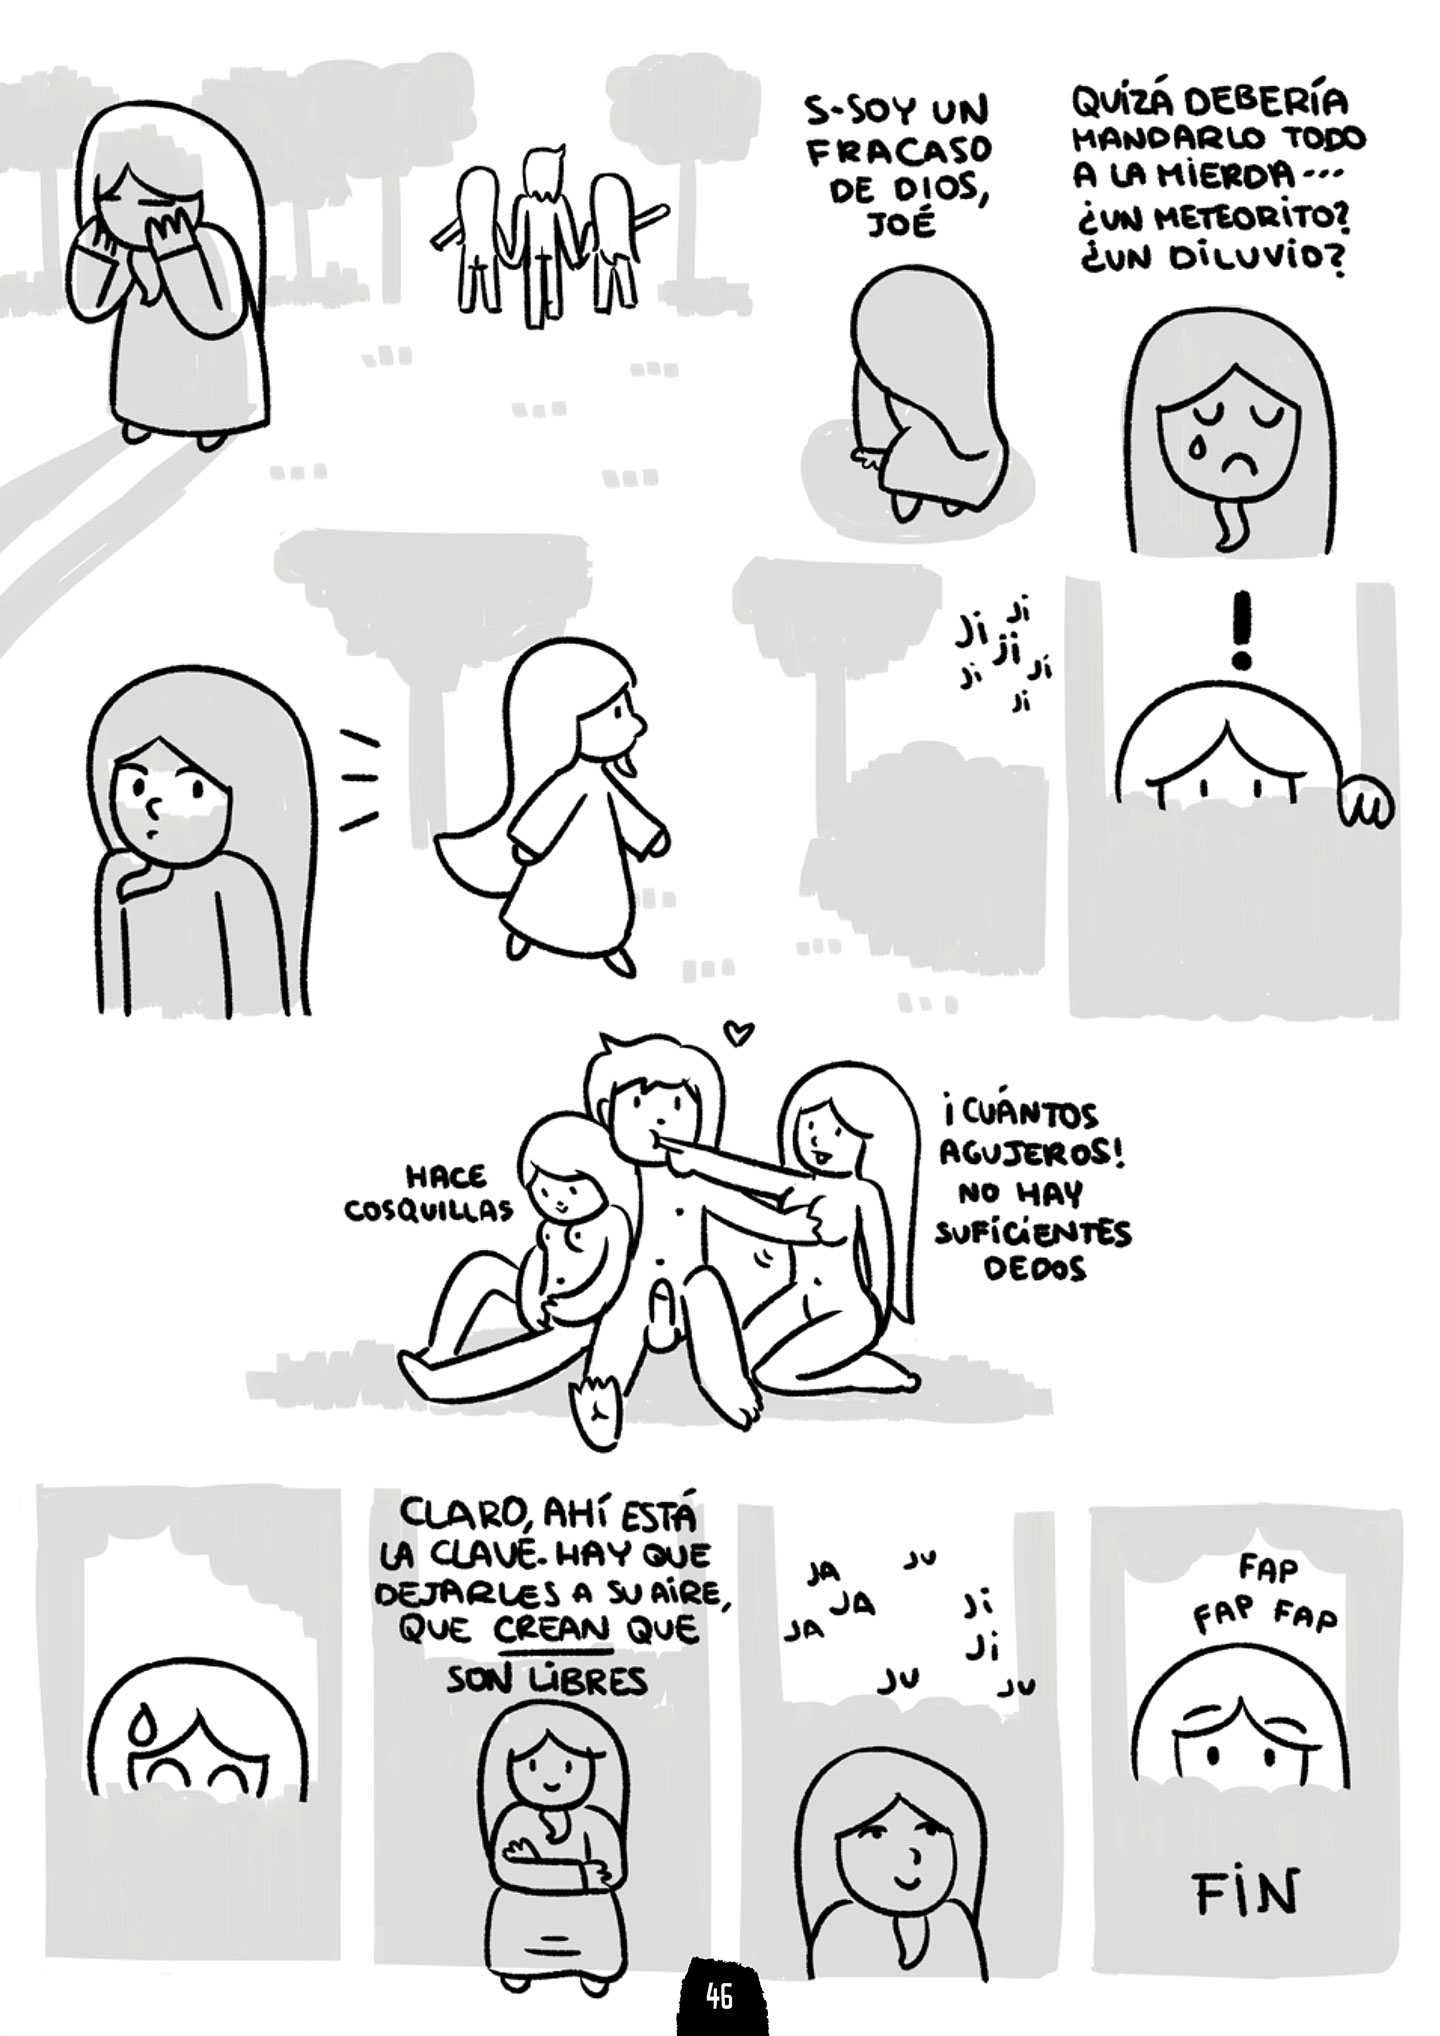 S-SOY UN
FRACASO
DE DIOS,
JOÉ
QUIZÁ DEBERÍA
MANDARLO TODO
A LA MIERDA...
¿UN METEORITO?
¿UN DILUVIO?
Ji Ji
Ji
Ji Ji
Ji
!
HACE
COSQUILLAS
¡CUÁNTOS
AGUJEROS!
NO HAY
SUFICIENTES
DEDOS
CLARO, AHÍ ESTÁ
LA CLAVE. HAY QUE
DEJARLES A SU AIRE,
QUE CREAN QUE
SON LIBRES
JA JU
JA Ji
JA Ji
JU JU
FAP
FAP FAP
FIN
46